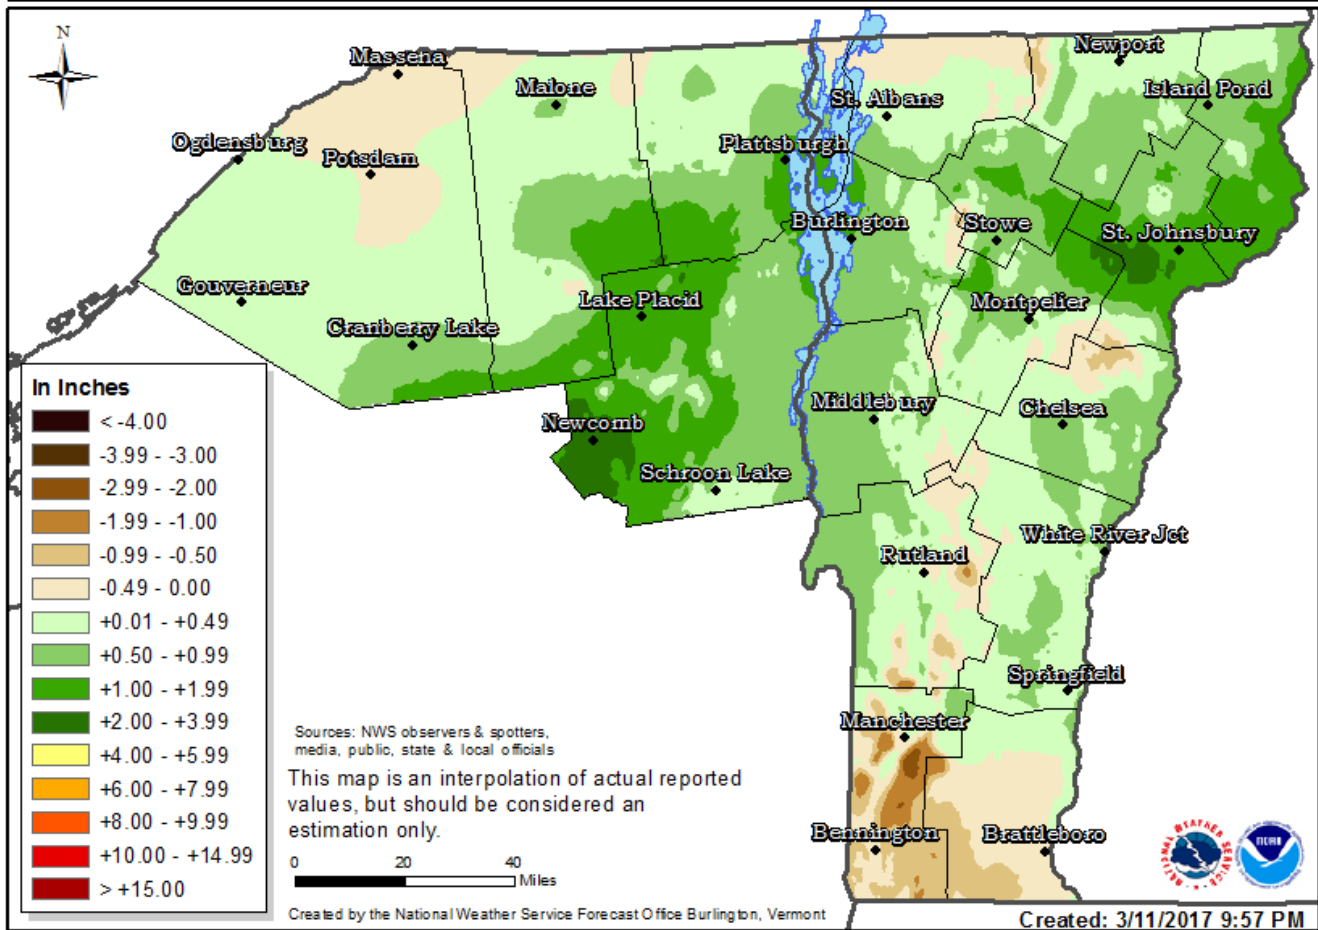 N
Massena
Malone
Newport
Island Pond
St. Albans
Ogdensburg
Potsdam
Plattsburgh
Burlington
Stowe
St. Johnsbury
Gouverneur
Lake Placid
Montpelier
Cranberry Lake
Middlebury
Chelsea
Newcomb
Schroon Lake
White River Jct
Rutland
Springfield
Manchester
Bennington
Brattleboro
In Inches
< -4.00
-3.99 - -3.00
-2.99 - -2.00
-1.99 - -1.00
-0.99 - -0.50
-0.49 - 0.00
+0.01 - +0.49
+0.50 - +0.99
+1.00 - +1.99
+2.00 - +3.99
+4.00 - +5.99
+6.00 - +7.99
+8.00 - +9.99
+10.00 - +14.99
> +15.00
Sources: NWS observers & spotters,
media, public, state & local officials
This map is an interpolation of actual reported
values, but should be considered an
estimation only.
0 20 40
Miles
Created by the National Weather Service Forecast Office Burlington, Vermont
NATIONAL WEATHER SERVICE
NOAA
Created: 3/11/2017 9:57 PM